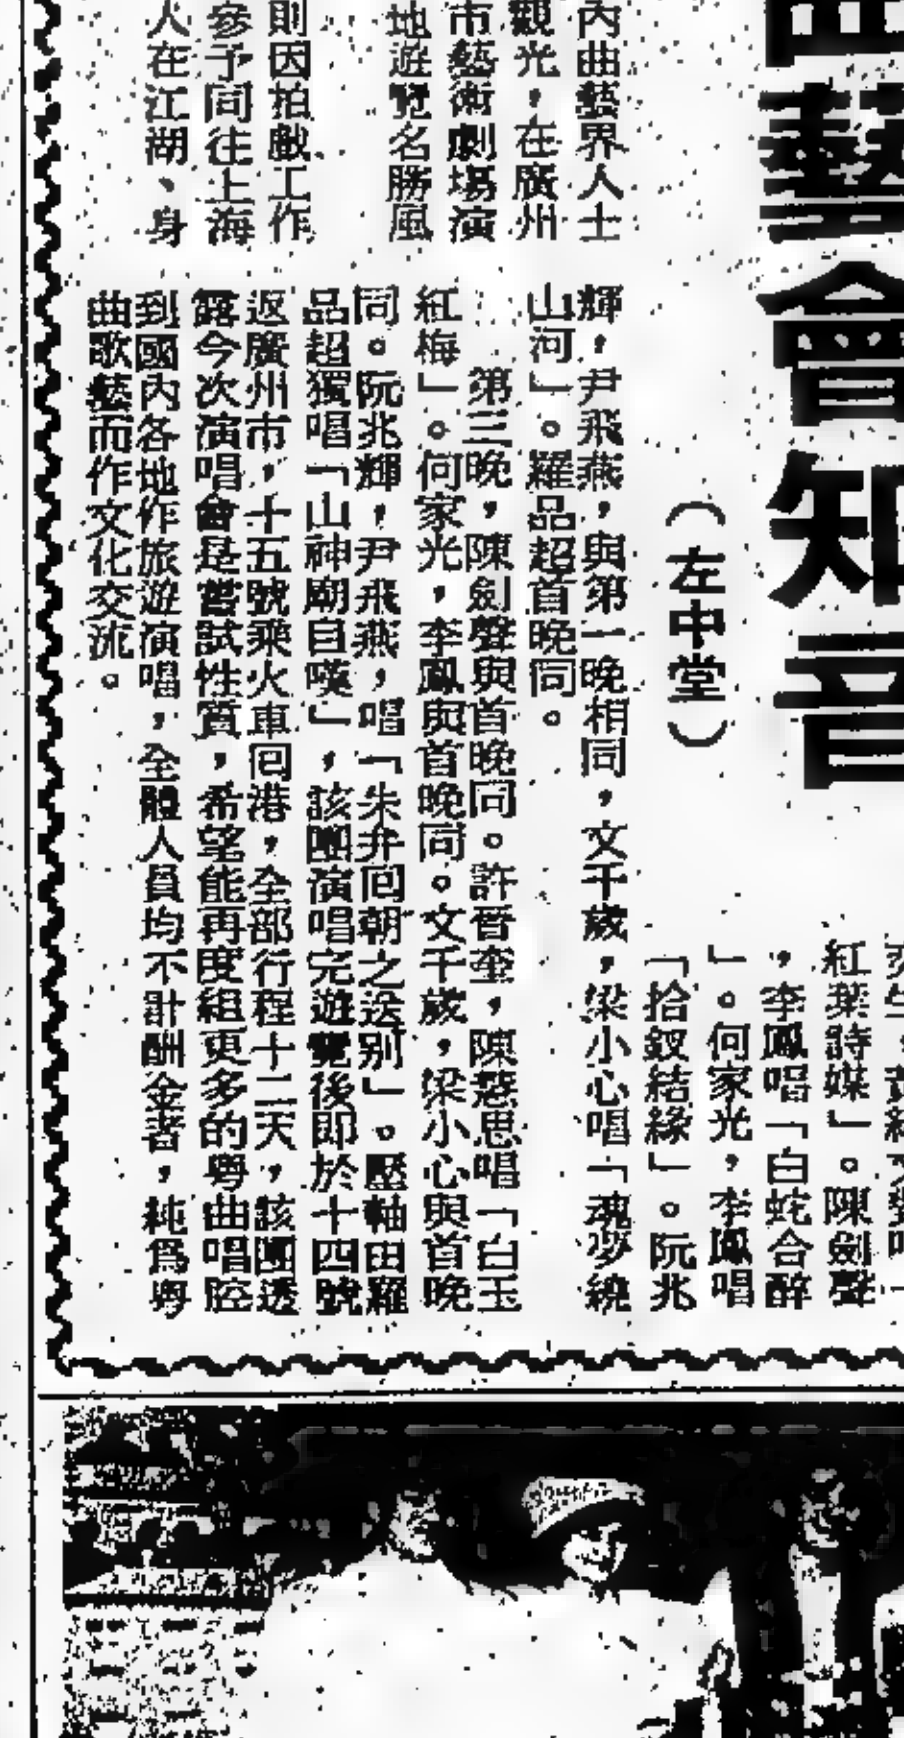 曲藝會知音
（左中堂）
內曲藝界人士
觀光，在廣州
市藝術劇場演
地遊覽名勝風
則因拍戲工作
參予同往上海
人在江湖、身
紅葉詩媒」。陳劍聲
，李鳳唱「白蛇合醉
」。何家光，李鳳唱
「拾釵結緣」。阮兆
輝，尹飛燕，與第一晚相同，文千歲，梁小心唱「魂夢繞
山河」。羅品超首晚同。
第三晚，陳劍聲與首晚同。許晉奎，陳慧思唱「白玉
紅梅」。何家光，李鳳與首晚同。文千歲，梁小心與首晚
同。阮兆輝，尹飛燕，唱「朱弁回朝之送別」。壓軸由羅
品超獨唱「山神廟自嘆」，該團演唱完遊覽後即於十四號
返廣州市，十五號乘火車回港，全部行程十二天，該團透
露今次演唱會是嘗試性質，希望能再度組更多的粵曲唱腔
到國內各地作旅遊演唱，全體人員均不計酬金者，純爲粵
曲歌藝而作文化交流。